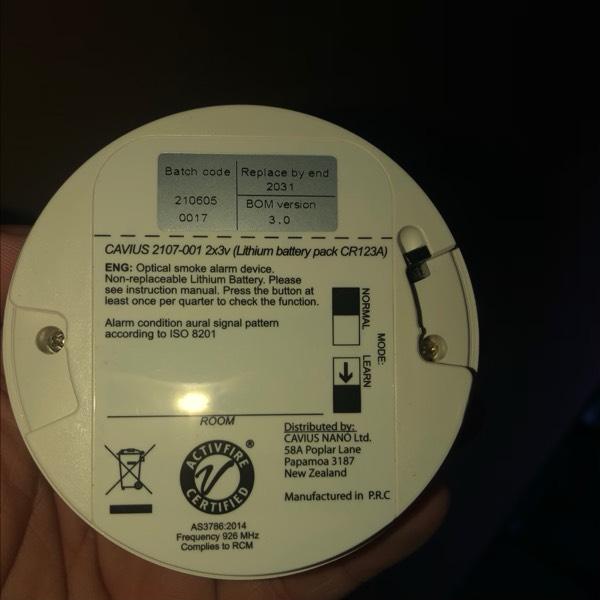 Batch code
210605
0017
Replace by end
2031
BOM version
3.0
CAVIUS 2107-001 2x3v (Lithium battery pack CR123A)
ENG: Optical smoke alarm device.
Non-replaceable Lithium Battery. Please
see instruction manual. Press the button at
least once per quarter to check the function.
Alarm condition aural signal pattern
according to ISO 8201
NORMAL
MODE:
LEARN
ROOM
ACTIVFIRE ®
CERTIFIED
AS3786:2014
Frequency 926 MHz
Complies to RCM
Distributed by:
CAVIUS NANO Ltd.
58A Poplar Lane
Papamoa 3187
New Zealand
Manufactured in P.R.C